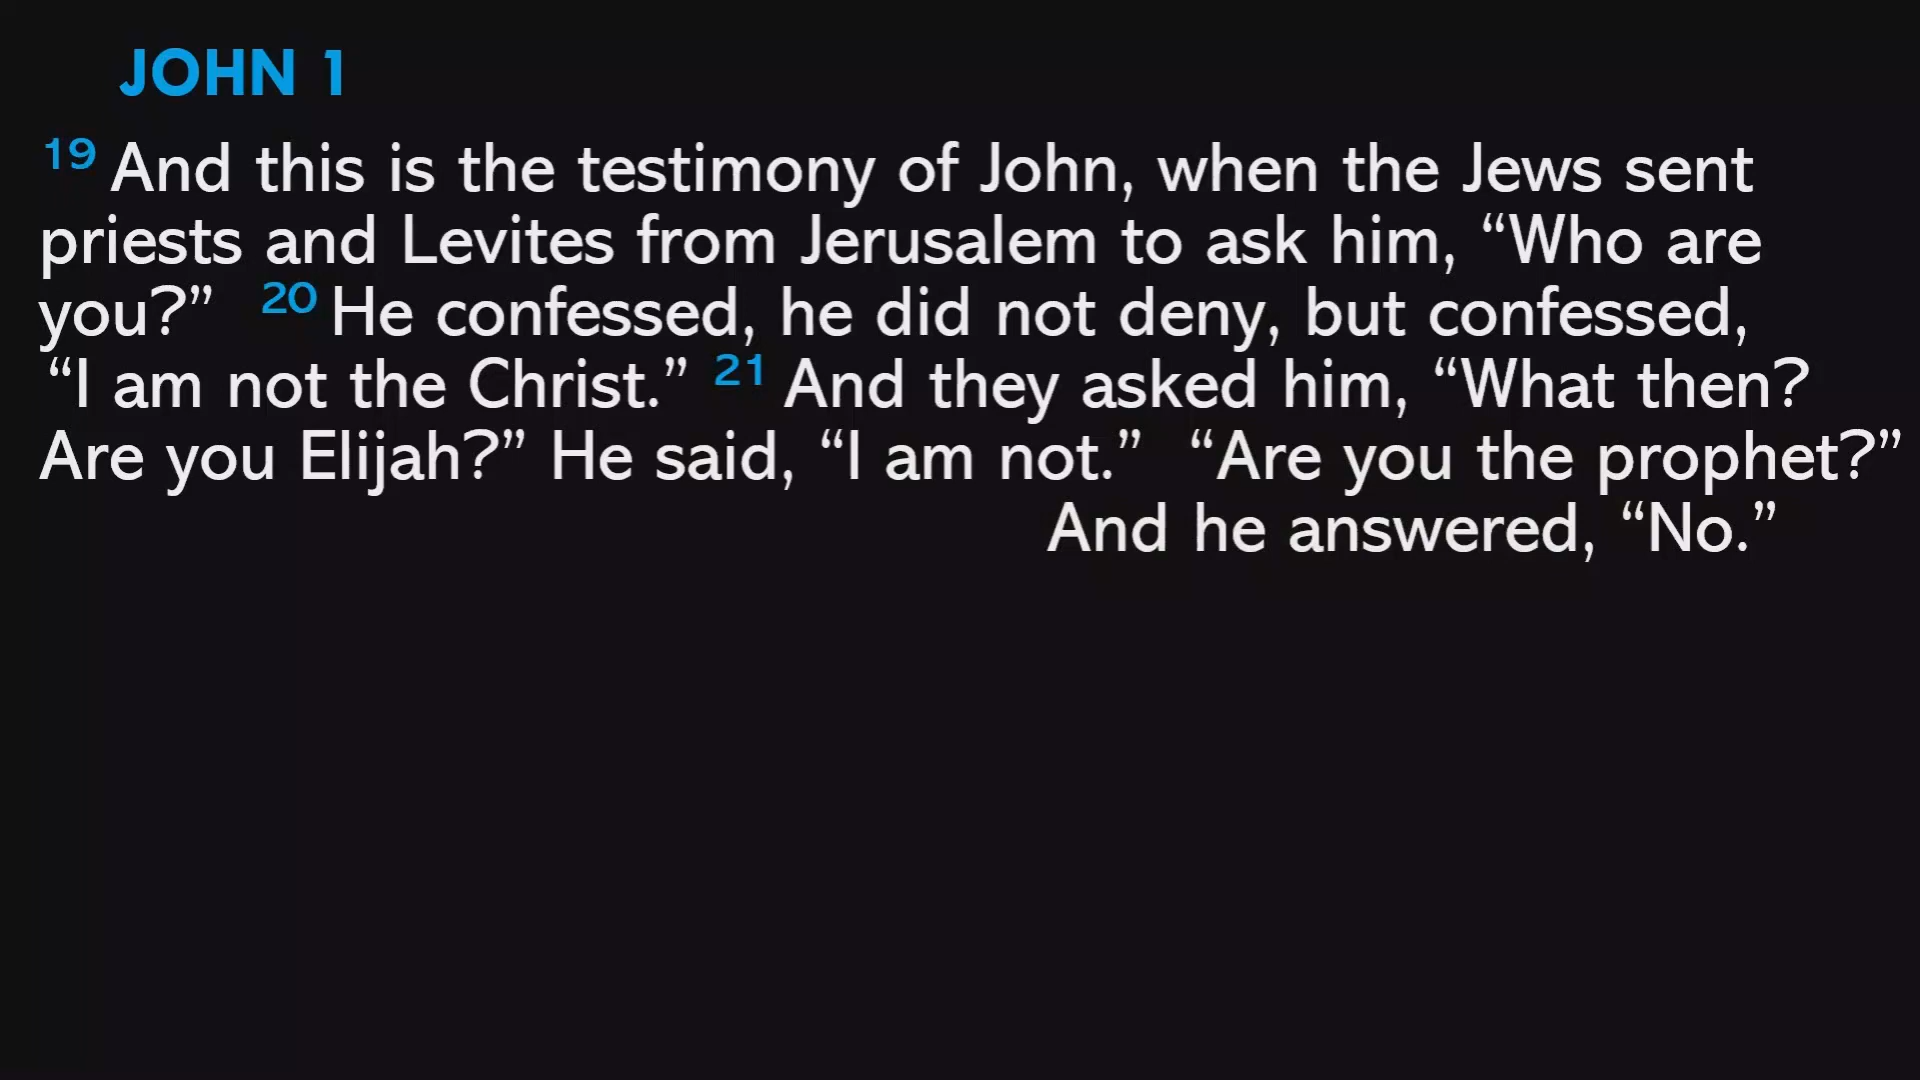 JOHN 1
19 And this is the testimony of John, when the Jews sent
priests and Levites from Jerusalem to ask him, “Who are
you?” 20 He confessed, he did not deny, but confessed,
“I am not the Christ.” 21 And they asked him, “What then?
Are you Elijah?” He said, “I am not.” “Are you the prophet?”
And he answered, “No.”